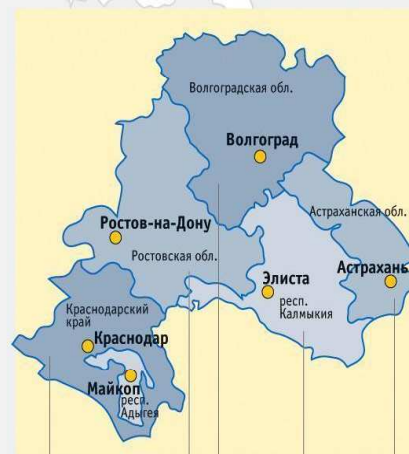 Волгоградская обл.
Волгоград
Астраханская обл.
Ростов-на-Дону
Ростовская обл.
Астрахань
Элиста
респ.
Калмыкия
Краснодарский
край
Краснодар
Майкоп
респ.
Адыгея